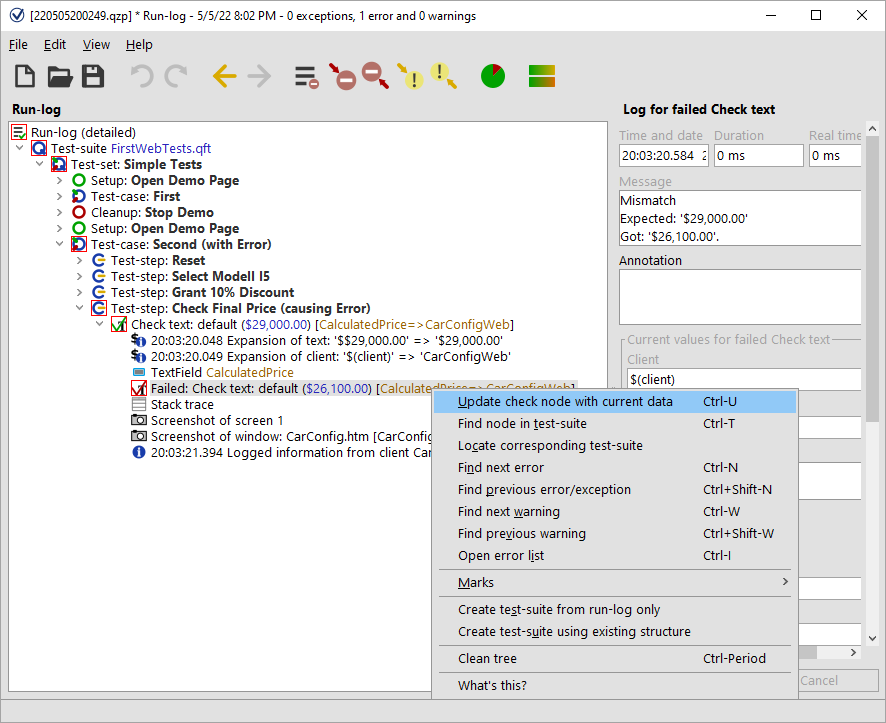 [220505200249.qzp] * Run-log - 5/5/22 8:02 PM - 0 exceptions, 1 error and 0 warnings
File Edit View Help
Run-log
Run-log (detailed)
Test-suite FirstWebTests.qft
Test-set: Simple Tests
Setup: Open Demo Page
Test-case: First
Cleanup: Stop Demo
Setup: Open Demo Page
Test-case: Second (with Error)
Test-step: Reset
Test-step: Select Modell I5
Test-step: Grant 10% Discount
Test-step: Check Final Price (causing Error)
Check text: default ($29,000.00) [CalculatedPrice=>CarConfigWeb]
20:03:20.048 Expansion of text: '$$29,000.00' => '$29,000.00'
20:03:20.049 Expansion of client: '$(client)' => 'CarConfigWeb'
TextField CalculatedPrice
Failed: Check text: default ($26,100.00) [CalculatedPrice=>CarConfigWeb]
Stack trace
Screenshot of screen 1
Screenshot of window: CarConfig.htm [CarConfig
20:03:21.394 Logged information from client Car
Log for failed Check text
Time and date Duration Real time
20:03:20.584 2 0 ms 0 ms
Message
Mismatch
Expected: '$29,000.00'
Got: '$26,100.00'.
Annotation
Current values for failed Check text
Client
$(client)
Update check node with current data Ctrl-U
Find node in test-suite Ctrl-T
Locate corresponding test-suite
Find next error Ctrl-N
Find previous error/exception Ctrl+Shift-N
Find next warning Ctrl-W
Find previous warning Ctrl+Shift-W
Open error list Ctrl-I
Marks
Create test-suite from run-log only
Create test-suite using existing structure
Clean tree Ctrl-Period
What's this?
Cancel